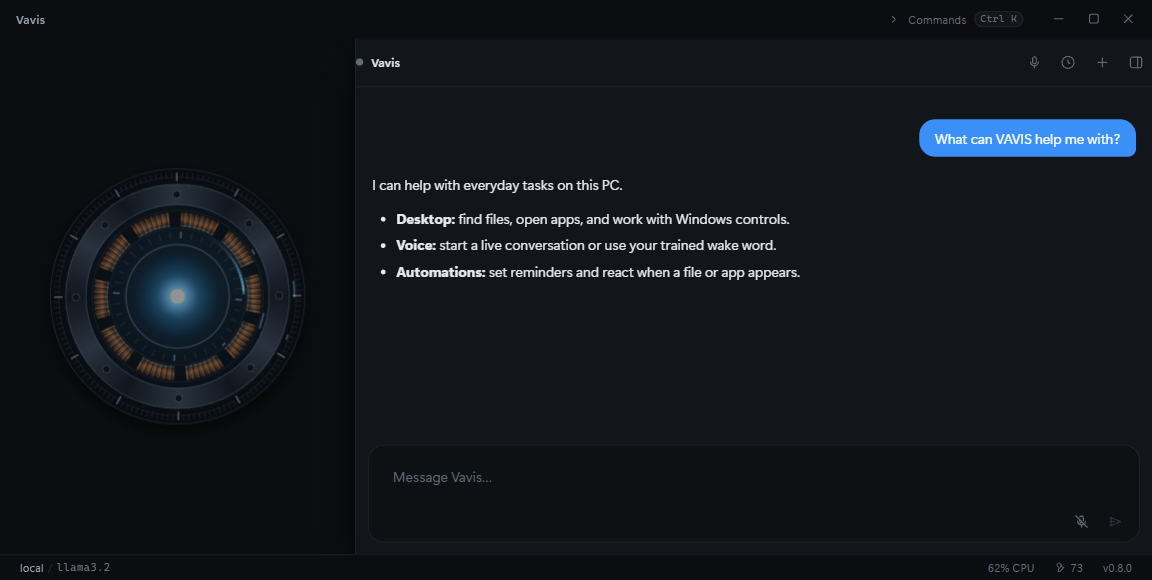 Vavis
Commands Ctrl K
Vavis
What can VAVIS help me with?
I can help with everyday tasks on this PC.
• Desktop: find files, open apps, and work with Windows controls.
• Voice: start a live conversation or use your trained wake word.
• Automations: set reminders and react when a file or app appears.
Message Vavis...
local / llama3.2
62% CPU 73 v0.8.0